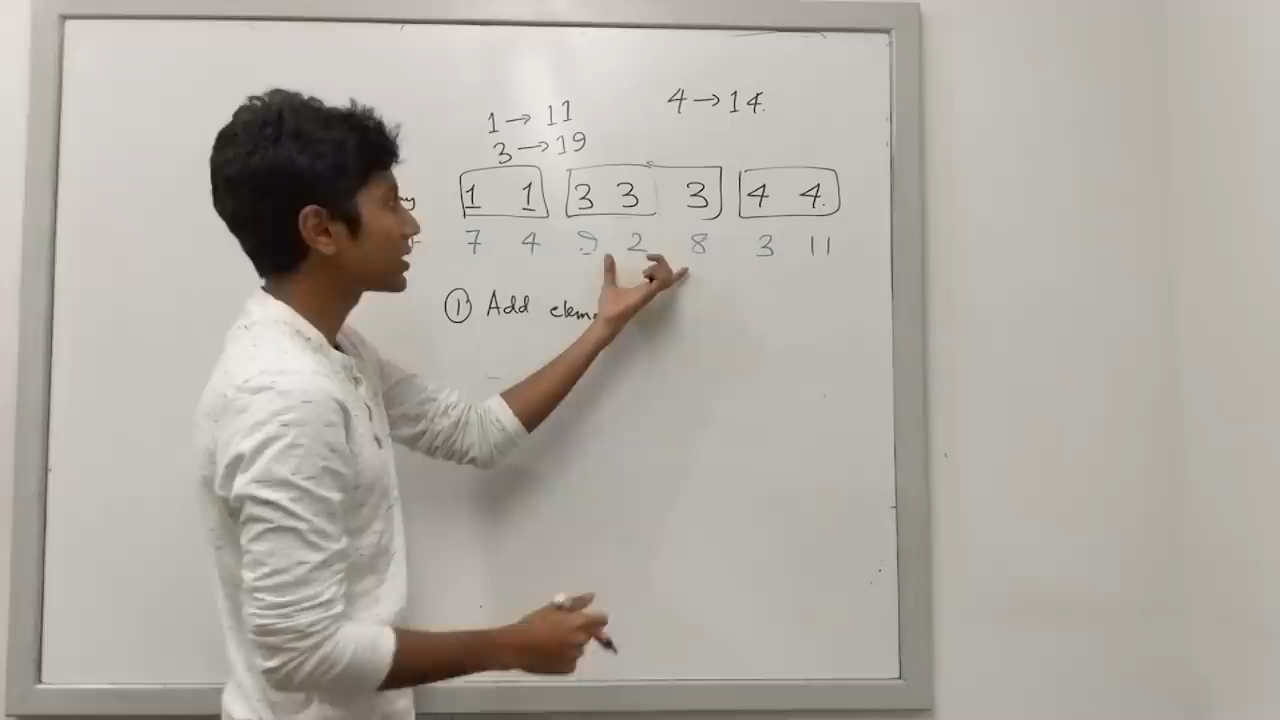 1 → 11
4 → 14
3 → 19
1 1 3 3 3 4 4
7 4 9 2 8 3 11
① Add